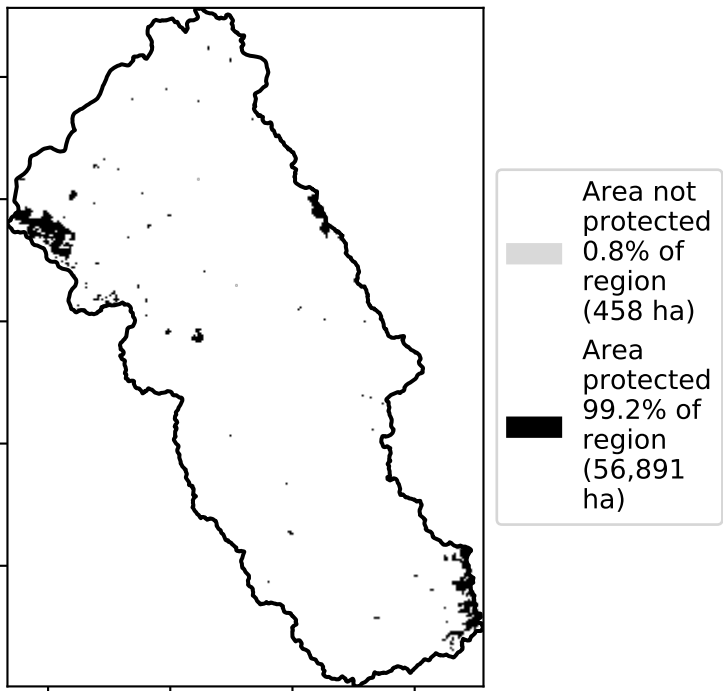 Area not
protected
0.8% of
region
(458 ha)
Area
protected
99.2% of
region
(56,891
ha)